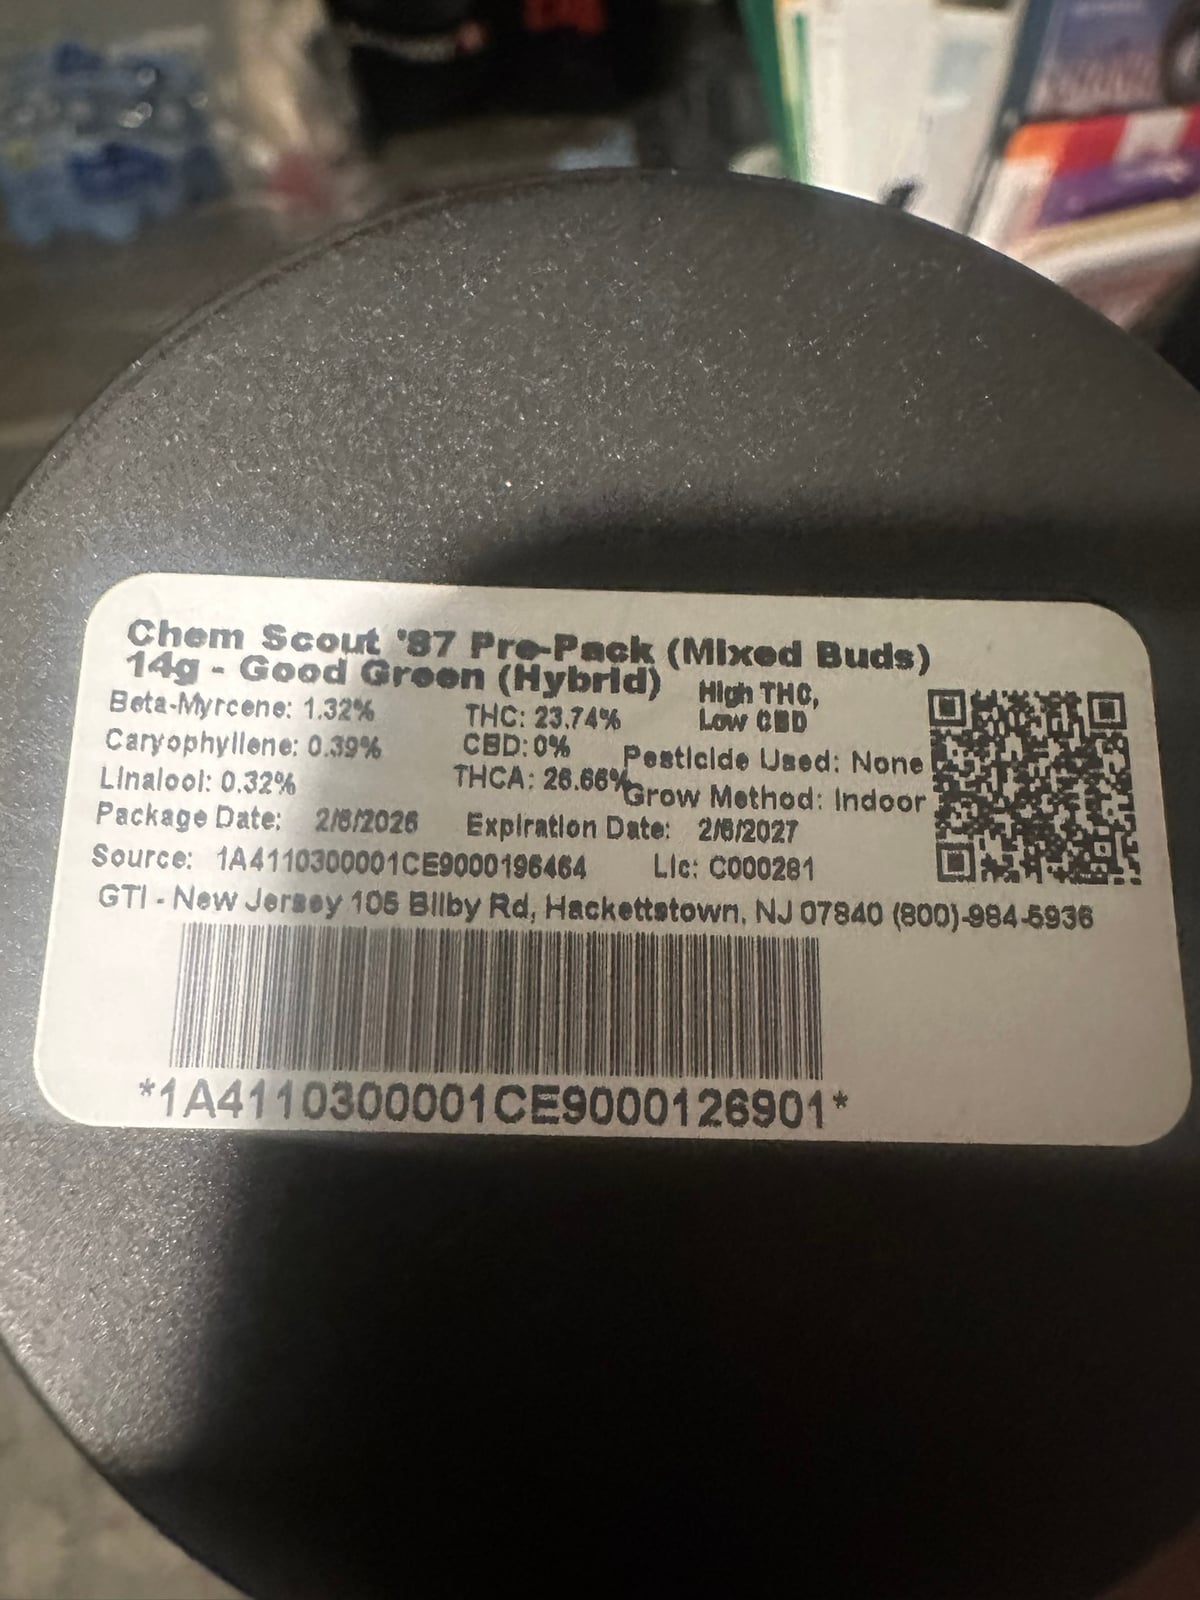 Chem Scout '87 Pre-Pack (Mixed Buds)
14g - Good Green (Hybrid)
High THC,
Low CBD
Beta-Myrcene: 1.32%
THC: 23.74%
Caryophyllene: 0.39%
CBD: 0%
Pesticide Used: None
Linalool: 0.32%
THCA: 26.66%
Grow Method: Indoor
Package Date: 2/6/2026
Expiration Date: 2/6/2027
Source: 1A4110300001CE9000196464
Lic: C000281
GTI - New Jersey 105 Bilby Rd, Hackettstown, NJ 07840 (800)-984-5936
*1A4110300001CE9000126901*